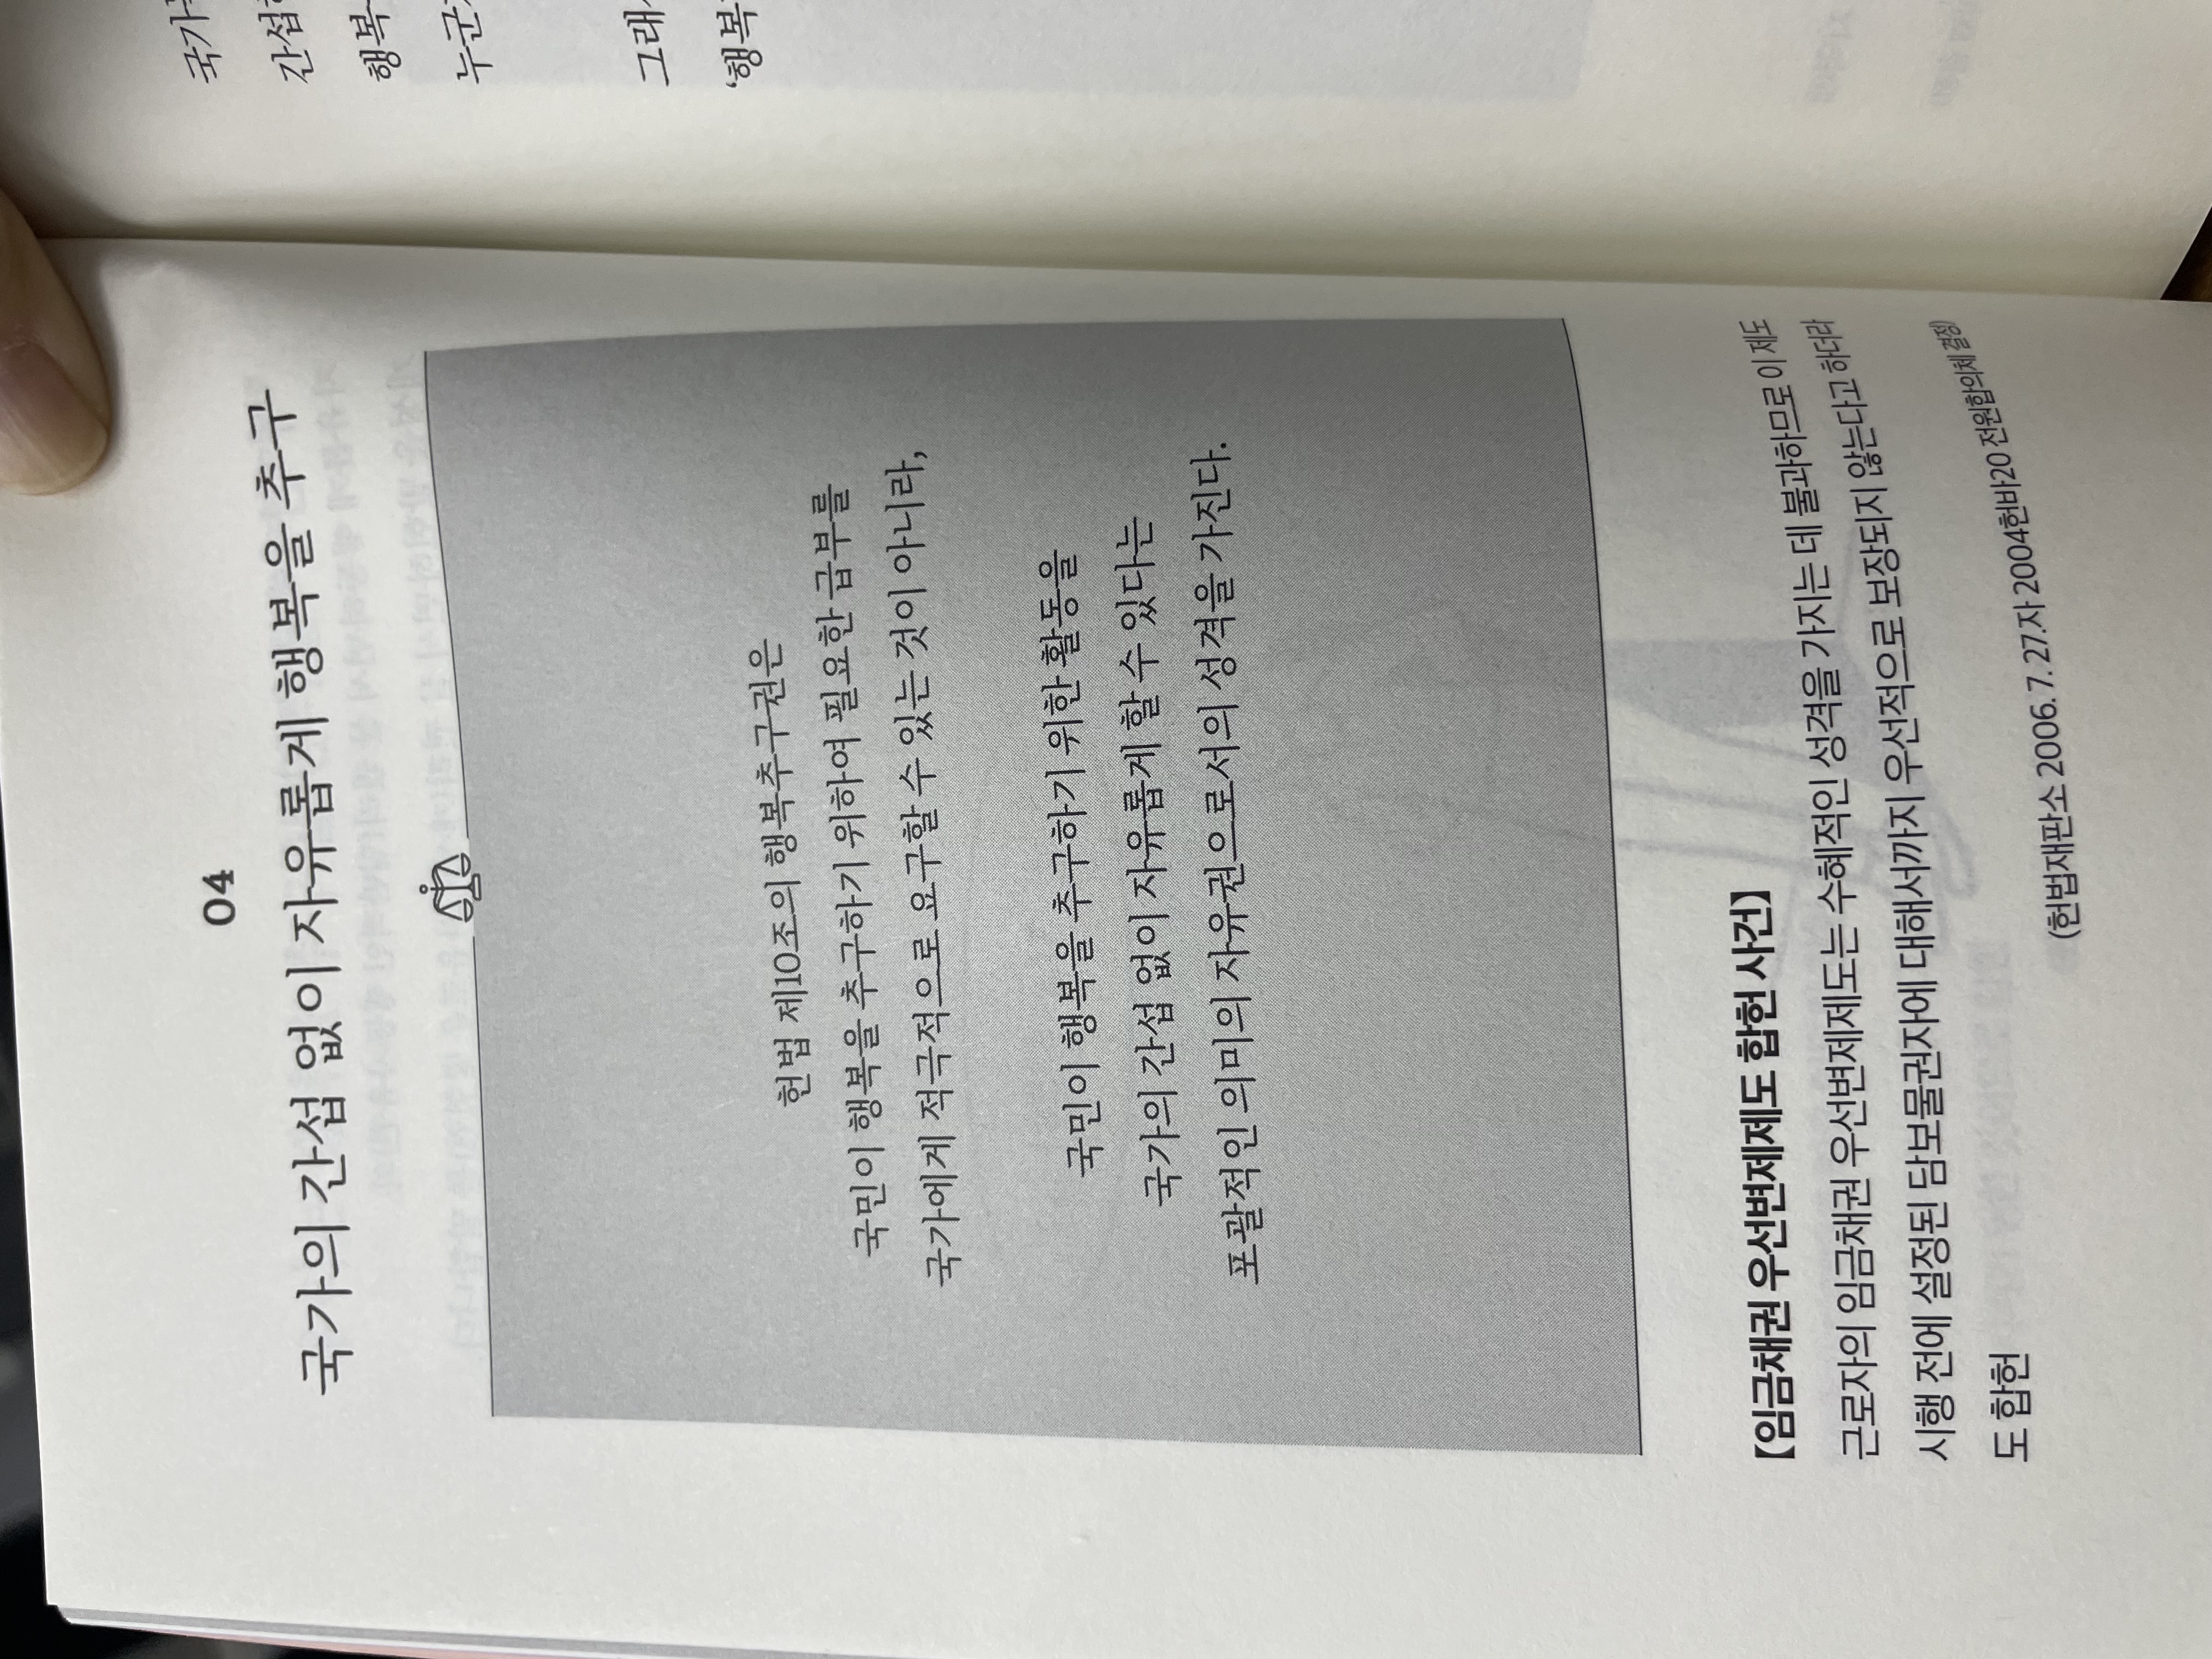 04
국가의 간섭 없이 자유롭게 행복을 추구
헌법 제10조의 행복추구권은
국민이 행복을 추구하기 위하여 필요한 급부를
국가에게 적극적으로 요구할 수 있는 것이 아니라,
국민이 행복을 추구하기 위한 활동을
국가의 간섭 없이 자유롭게 할 수 있다는
포괄적인 의미의 자유권으로서의 성격을 가진다.
【임금채권 우선변제제도 합헌 사건】
근로자의 임금채권 우선변제제도는 수혜적인 성격을 가지는 데 불과하므로 이 제도
시행 전에 설정된 담보물권자에 대해서까지 우선적으로 보장되지 않는다고 하더라
도 합헌
(헌법재판소 2006. 7. 27.자 2004헌바20 전원합의체 결정)
국가
간섭
행복
누군
그래
‘행복